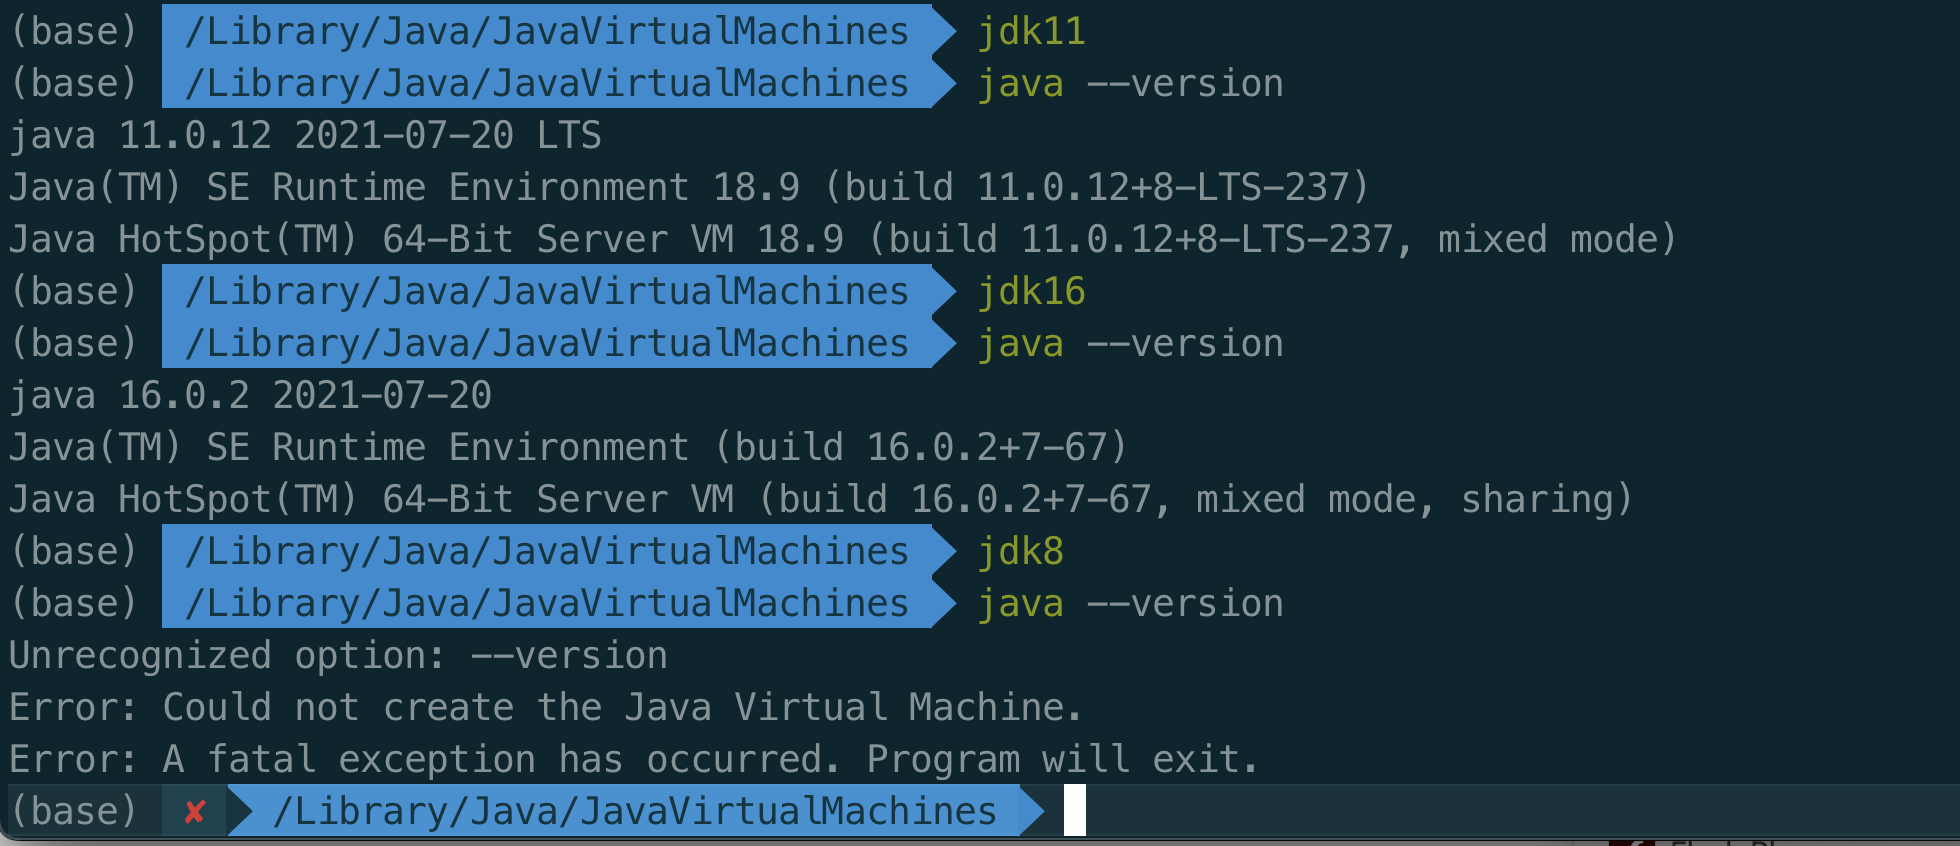 (base) /Library/Java/JavaVirtualMachines jdk11
(base) /Library/Java/JavaVirtualMachines java --version
java 11.0.12 2021-07-20 LTS
Java(TM) SE Runtime Environment 18.9 (build 11.0.12+8-LTS-237)
Java HotSpot(TM) 64-Bit Server VM 18.9 (build 11.0.12+8-LTS-237, mixed mode)
(base) /Library/Java/JavaVirtualMachines jdk16
(base) /Library/Java/JavaVirtualMachines java --version
java 16.0.2 2021-07-20
Java(TM) SE Runtime Environment (build 16.0.2+7-67)
Java HotSpot(TM) 64-Bit Server VM (build 16.0.2+7-67, mixed mode, sharing)
(base) /Library/Java/JavaVirtualMachines jdk8
(base) /Library/Java/JavaVirtualMachines java --version
Unrecognized option: --version
Error: Could not create the Java Virtual Machine.
Error: A fatal exception has occurred. Program will exit.
(base) ✘ /Library/Java/JavaVirtualMachines